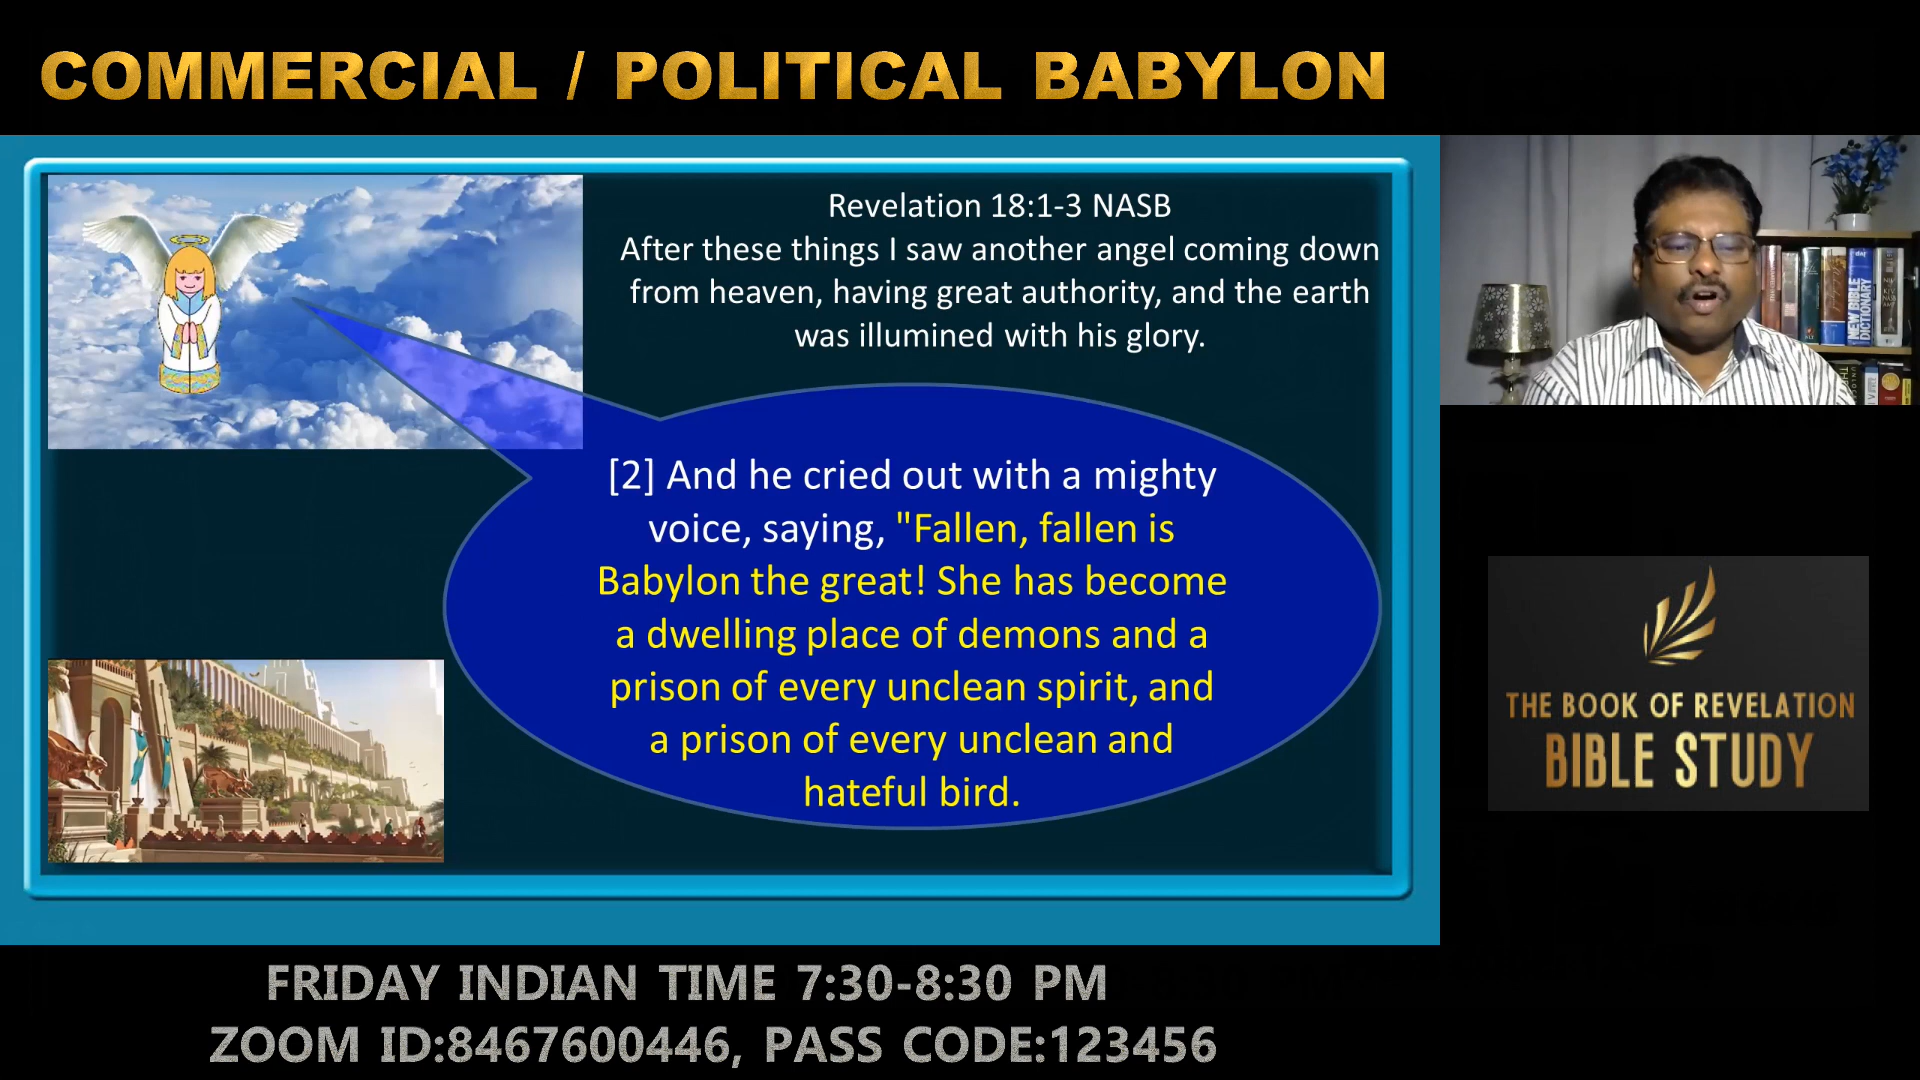 COMMERCIAL / POLITICAL BABYLON
Revelation 18:1-3 NASB
After these things I saw another angel coming down
from heaven, having great authority, and the earth
was illumined with his glory.
[2] And he cried out with a mighty
voice, saying, "Fallen, fallen is
Babylon the great! She has become
a dwelling place of demons and a
prison of every unclean spirit, and
a prison of every unclean and
hateful bird.
NEW BIBLE
DICTIONARY
THE BOOK OF REVELATION
BIBLE STUDY
FRIDAY INDIAN TIME 7:30-8:30 PM
ZOOM ID:8467600446, PASS CODE:123456